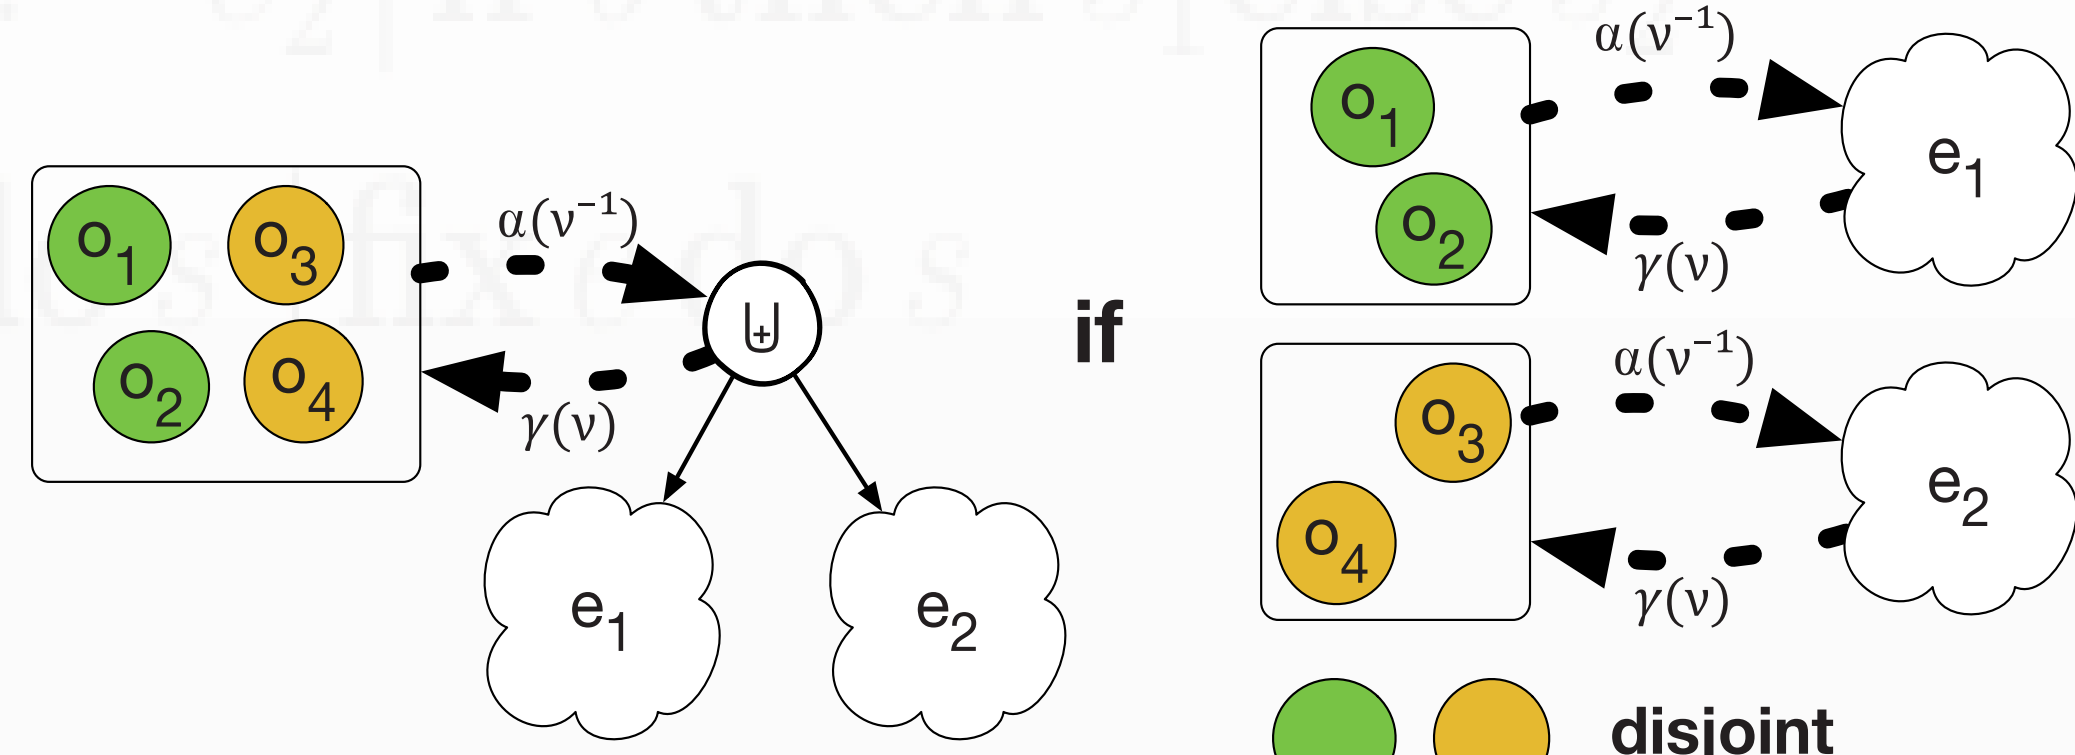 o₁ o₃
o₂ o₄
α(ν⁻¹)
γ(ν)
⊎
e₁ e₂
if
o₁
o₂
α(ν⁻¹)
γ(ν)
e₁
o₃
o₄
α(ν⁻¹)
γ(ν)
e₂
disjoint